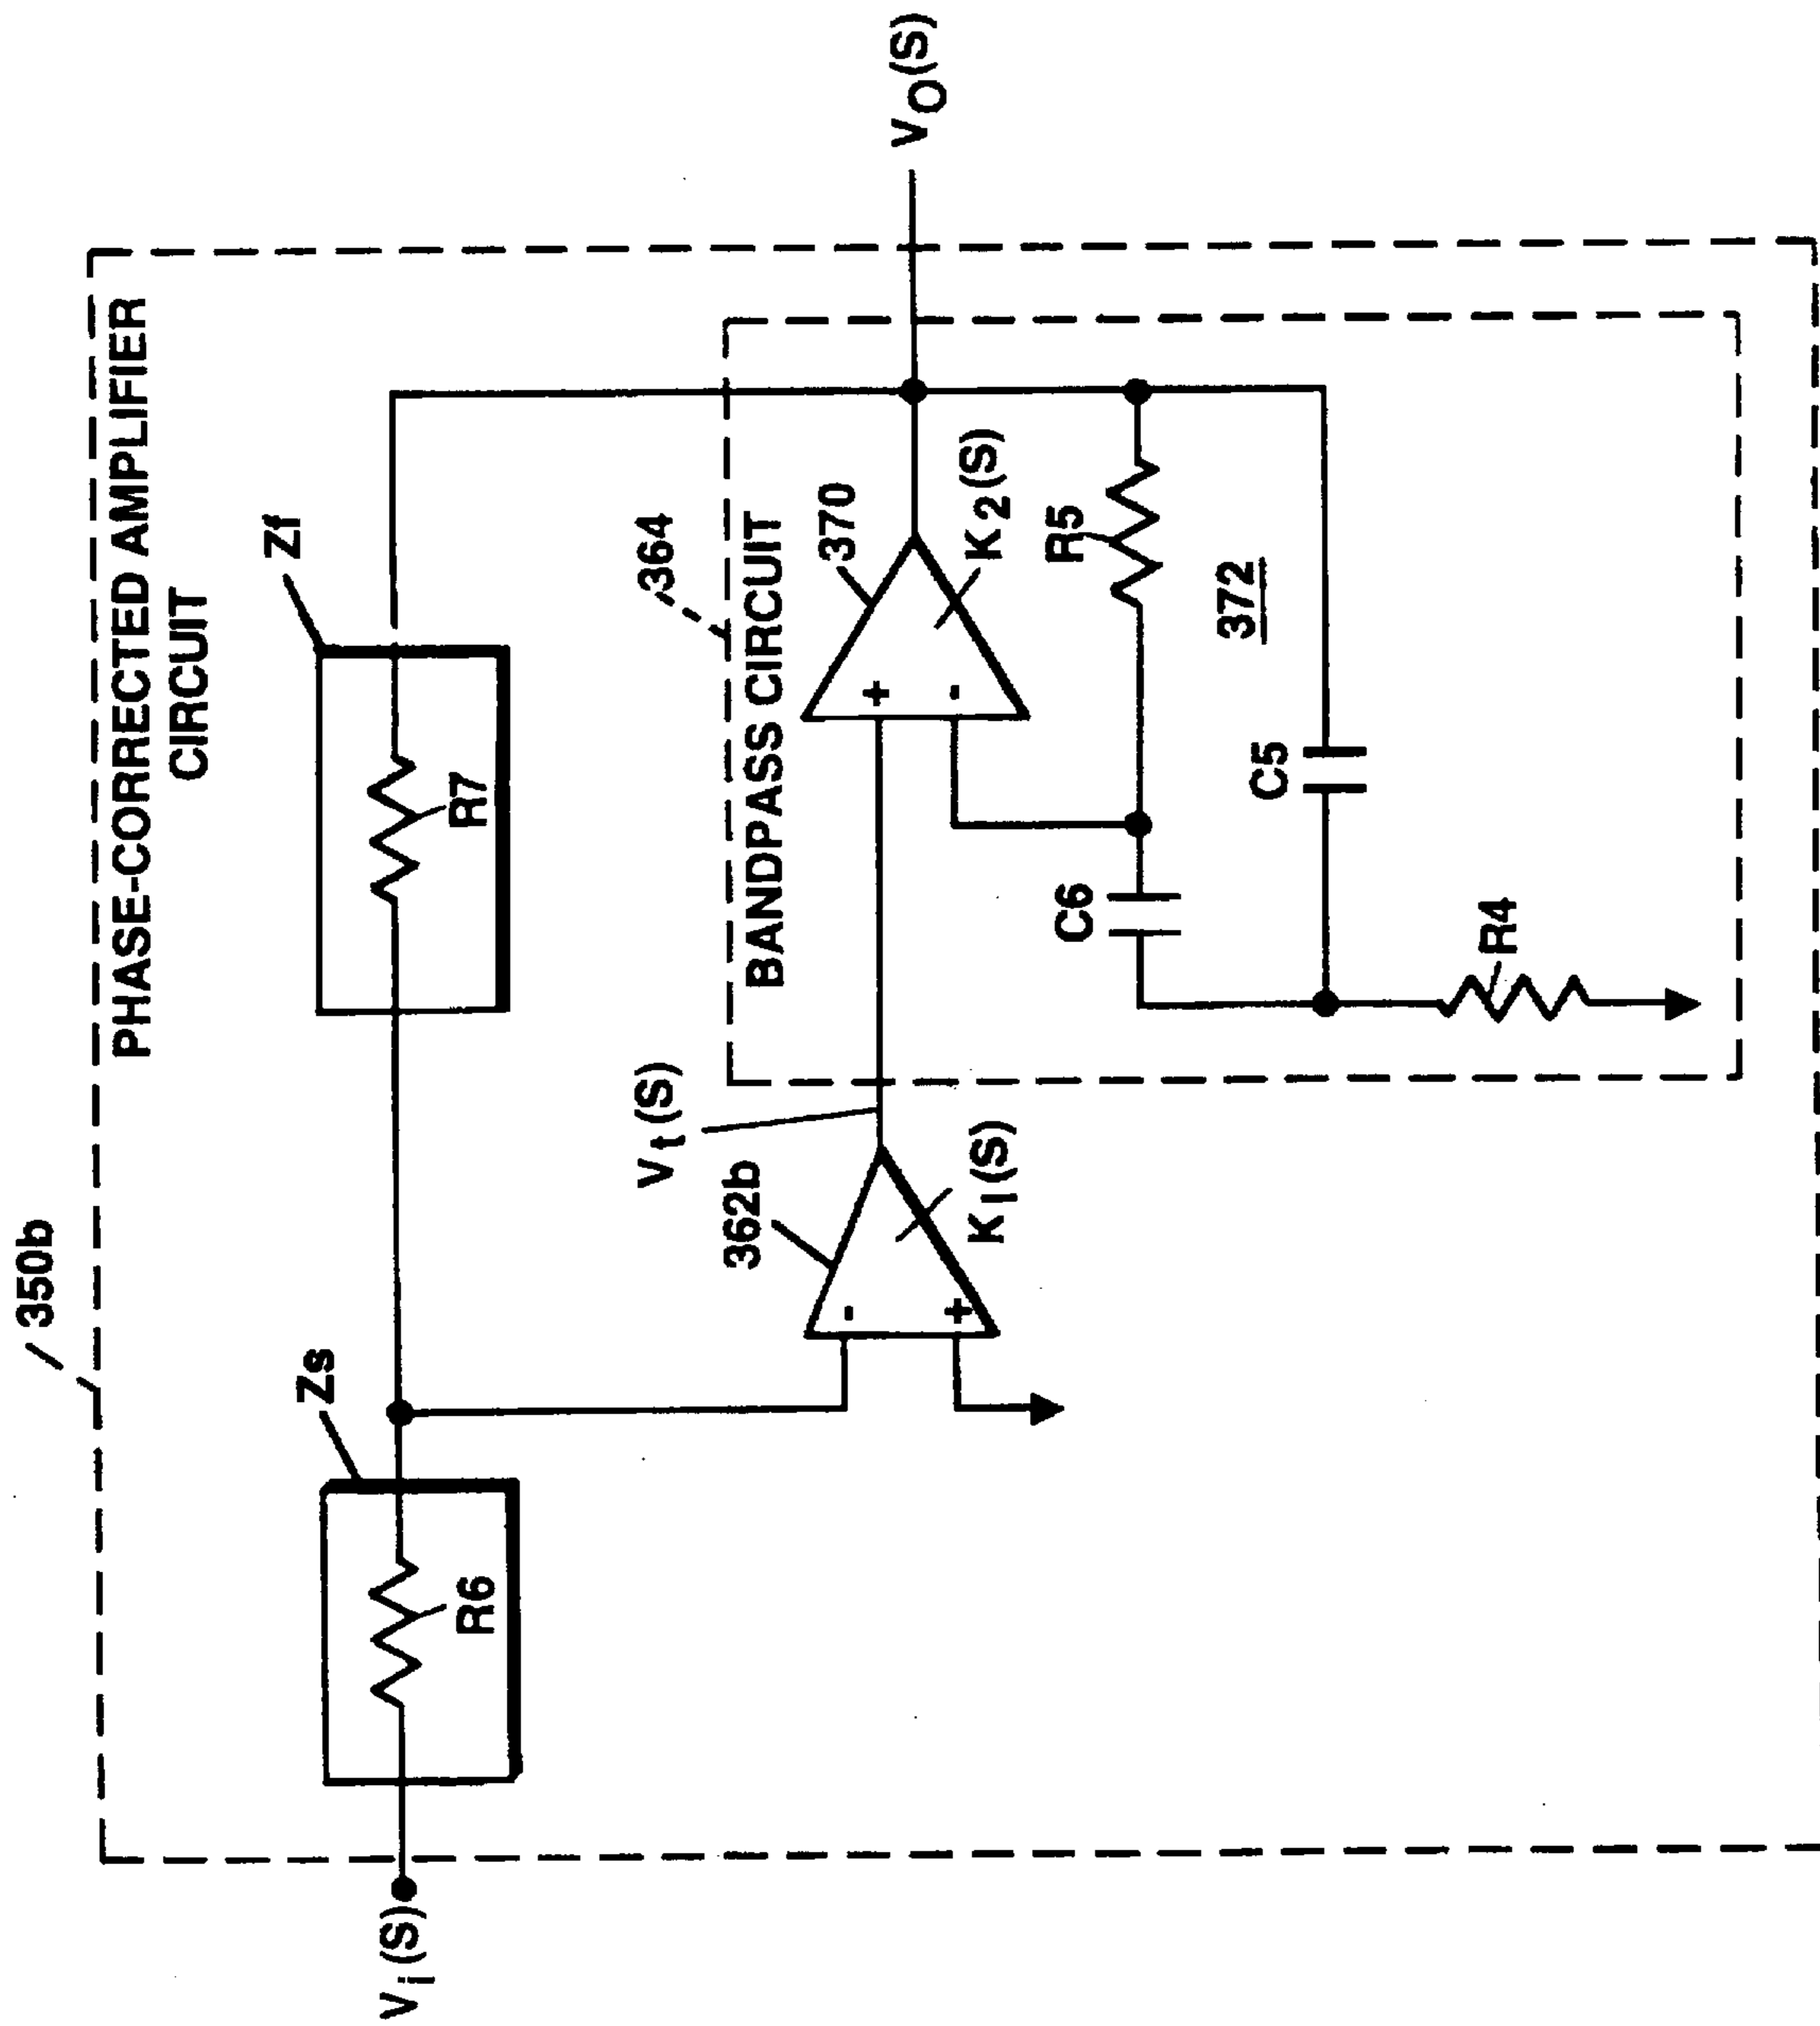 350b
PHASE-CORRECTED AMPLIFIER
CIRCUIT
Zs
Zf
R6
R7
Vi(S)
Vt(S)
364
BANDPASS CIRCUIT
362b
-
+
K1(S)
370
+
-
K2(S)
VO(S)
R5
C6
372
C5
R4